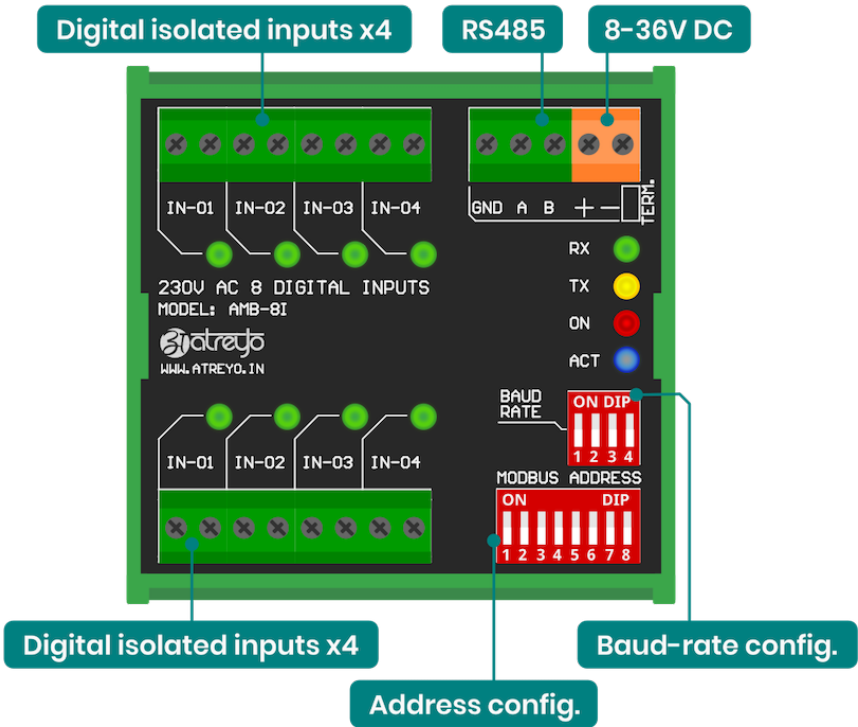 Digital isolated inputs x4
RS485
8-36V DC
IN-01 IN-02 IN-03 IN-04
GND A B + -
TERM.
RX
TX
ON
ACT
230V AC 8 DIGITAL INPUTS
MODEL: AMB-8I
atreyo
WWW.ATREYO.IN
BAUD
RATE
ON DIP
1 2 3 4
IN-01 IN-02 IN-03 IN-04
MODBUS ADDRESS
ON DIP
1 2 3 4 5 6 7 8
Digital isolated inputs x4
Baud-rate config.
Address config.